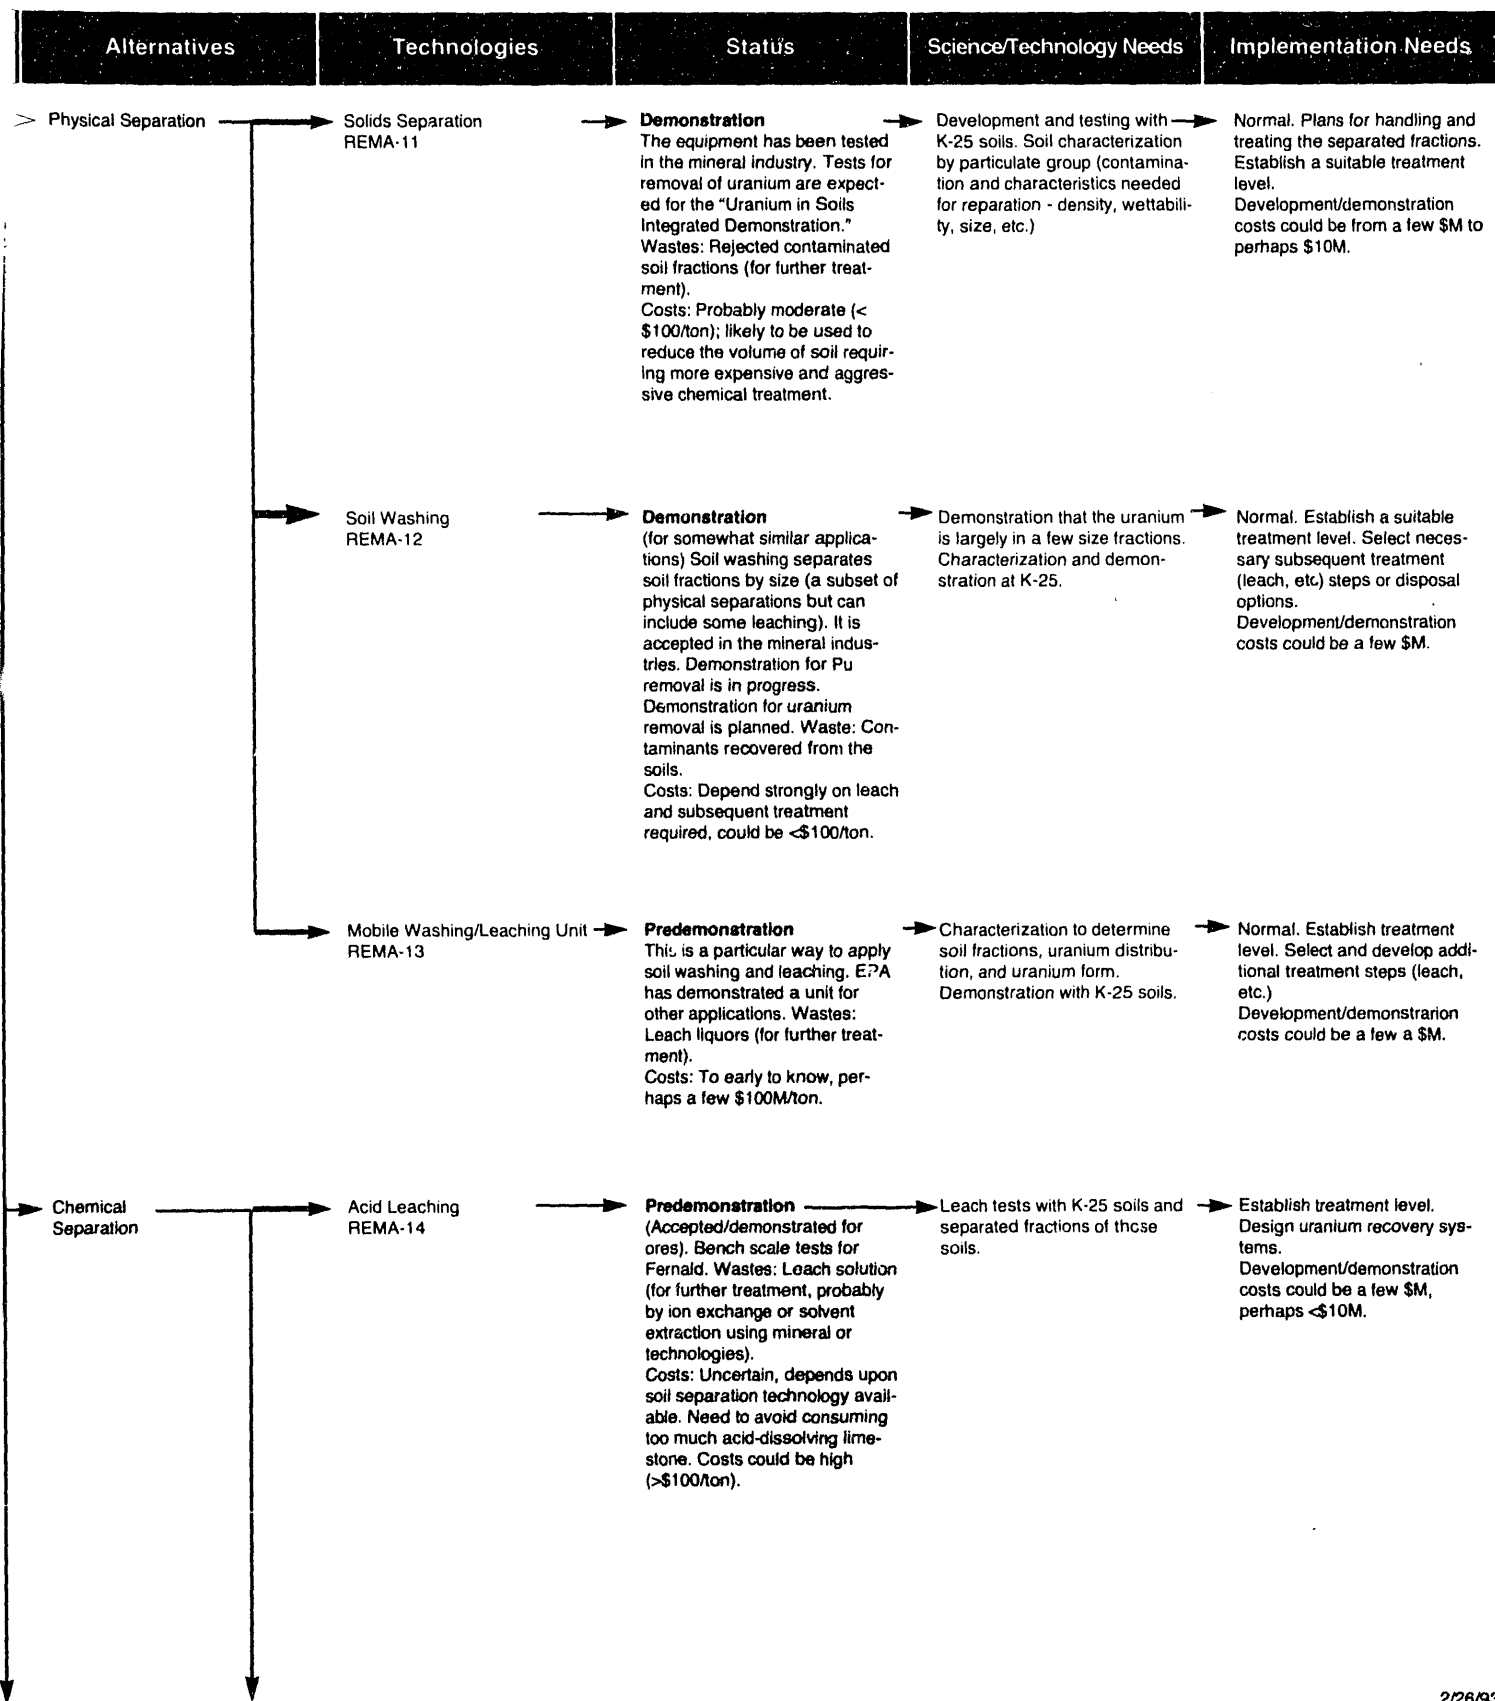 Alternatives
Technologies
Status
Science/Technology Needs
Implementation Needs
Physical Separation
Solids Separation
REMA-11
Demonstration
The equipment has been tested
in the mineral industry. Tests for
removal of uranium are expect-
ed for the "Uranium in Soils
Integrated Demonstration."
Wastes: Rejected contaminated
soil fractions (for further treat-
ment).
Costs: Probably moderate (<
$100/ton); likely to be used to
reduce the volume of soil requir-
ing more expensive and aggres-
sive chemical treatment.
Development and testing with
K-25 soils. Soil characterization
by particulate group (contamina-
tion and characteristics needed
for reparation - density, wettabili-
ty, size, etc.)
Normal. Plans for handling and
treating the separated fractions.
Establish a suitable treatment
level.
Development/demonstration
costs could be from a few $M to
perhaps $10M.
Soil Washing
REMA-12
Demonstration
(for somewhat similar applica-
tions) Soil washing separates
soil fractions by size (a subset of
physical separations but can
include some leaching). It is
accepted in the mineral indus-
tries. Demonstration for Pu
removal is in progress.
Demonstration for uranium
removal is planned. Waste: Con-
taminants recovered from the
soils.
Costs: Depend strongly on leach
and subsequent treatment
required, could be <$100/ton.
Demonstration that the uranium
is largely in a few size fractions.
Characterization and demon-
stration at K-25.
Normal. Establish a suitable
treatment level. Select neces-
sary subsequent treatment
(leach, etc) steps or disposal
options.
Development/demonstration
costs could be a few $M.
Mobile Washing/Leaching Unit
REMA-13
Predemonstration
This is a particular way to apply
soil washing and leaching. EPA
has demonstrated a unit for
other applications. Wastes:
Leach liquors (for further treat-
ment).
Costs: To early to know, per-
haps a few $100M/ton.
Characterization to determine
soil fractions, uranium distribu-
tion, and uranium form.
Demonstration with K-25 soils.
Normal. Establish treatment
level. Select and develop addi-
tional treatment steps (leach,
etc.)
Development/demonstrarion
costs could be a few a $M.
Chemical
Separation
Acid Leaching
REMA-14
Predemonstration
(Accepted/demonstrated for
ores). Bench scale tests for
Fernald. Wastes: Leach solution
(for further treatment, probably
by ion exchange or solvent
extraction using mineral or
technologies).
Costs: Uncertain, depends upon
soil separation technology avail-
able. Need to avoid consuming
too much acid-dissolving lime-
stone. Costs could be high
(>$100/ton).
Leach tests with K-25 soils and
separated fractions of those
soils.
Establish treatment level.
Design uranium recovery sys-
tems.
Development/demonstration
costs could be a few $M,
perhaps <$10M.
2/26/93